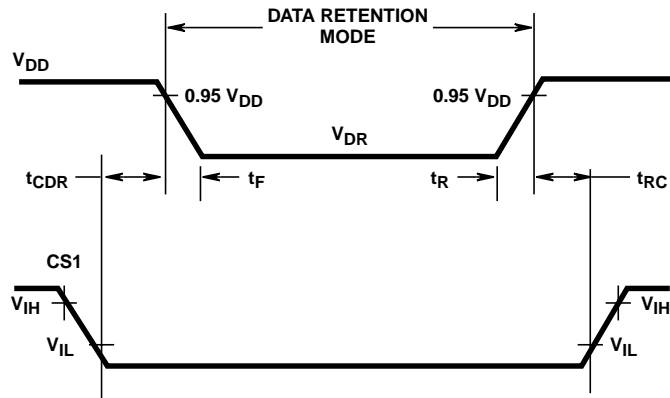 DATA RETENTION
MODE
VDD
0.95 VDD
0.95 VDD
VDR
tCDR
tF
tR
tRC
CS1
VIH
VIH
VIL
VIL